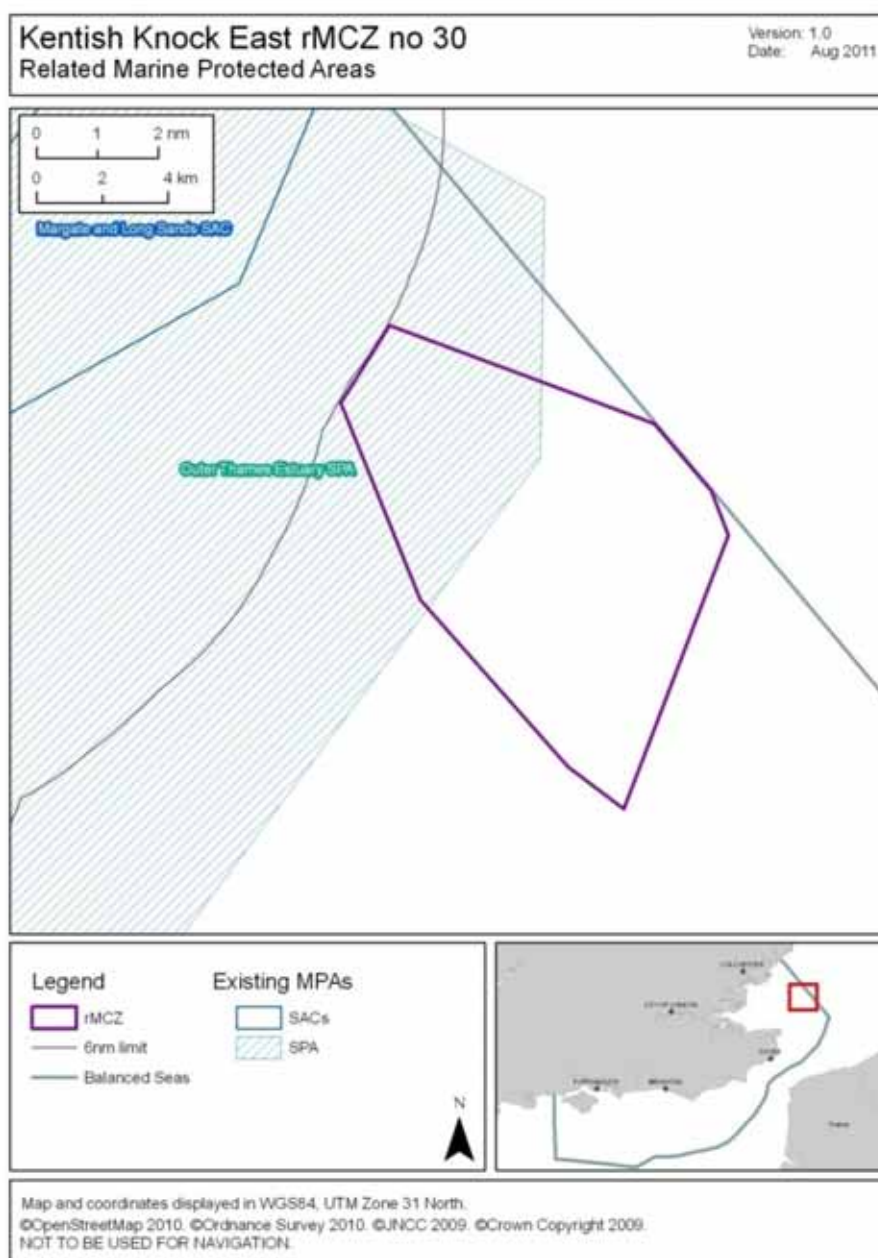 Kentish Knock East rMCZ no 30
Related Marine Protected Areas
Version: 1.0
Date: Aug 2011
0 1 2 nm
0 2 4 km
Margate and Long Sands SAC
Outer Thames Estuary SPA
Legend
rMCZ
6nm limit
Balanced Seas
Existing MPAs
SACs
SPA
N
Map and coordinates displayed in WGS84, UTM Zone 31 North.
©OpenStreetMap 2010. ©Ordnance Survey 2010. ©JNCC 2009. ©Crown Copyright 2009.
NOT TO BE USED FOR NAVIGATION.